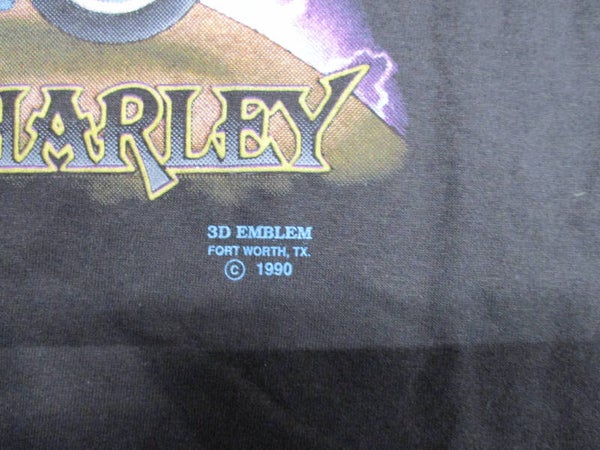 HARLEY
3D EMBLEM
FORT WORTH, TX.
© 1990